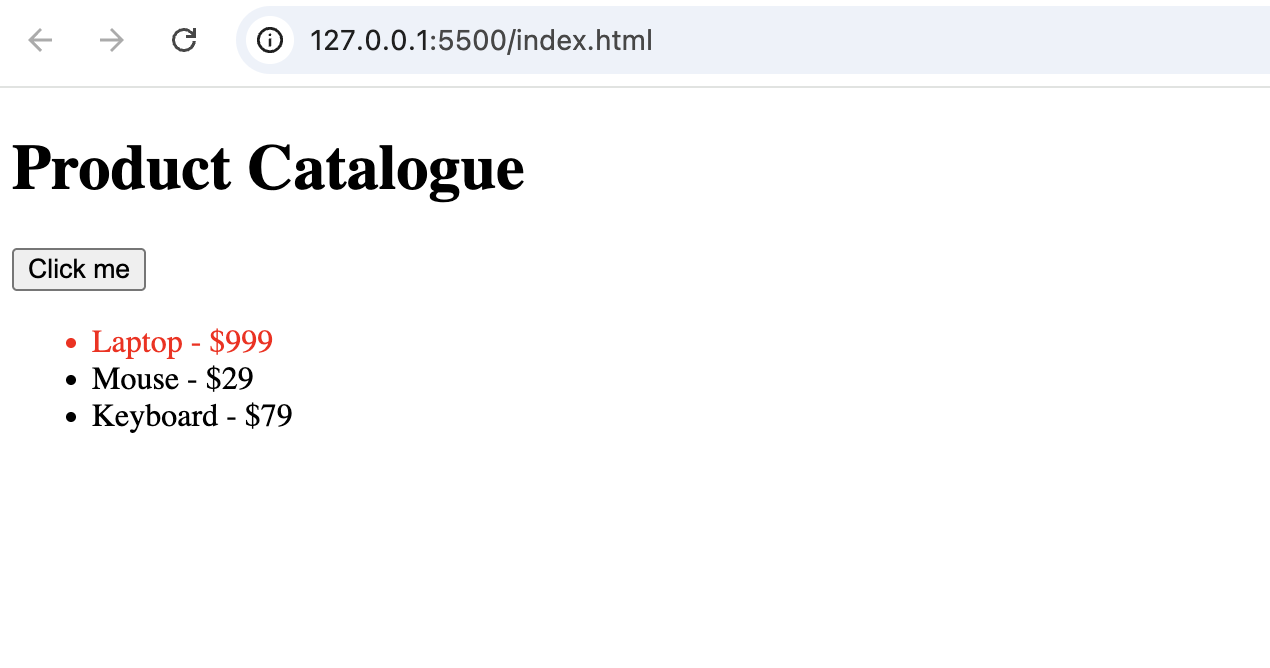 127.0.0.1:5500/index.html
Product Catalogue
Click me
Laptop - $999
Mouse - $29
Keyboard - $79